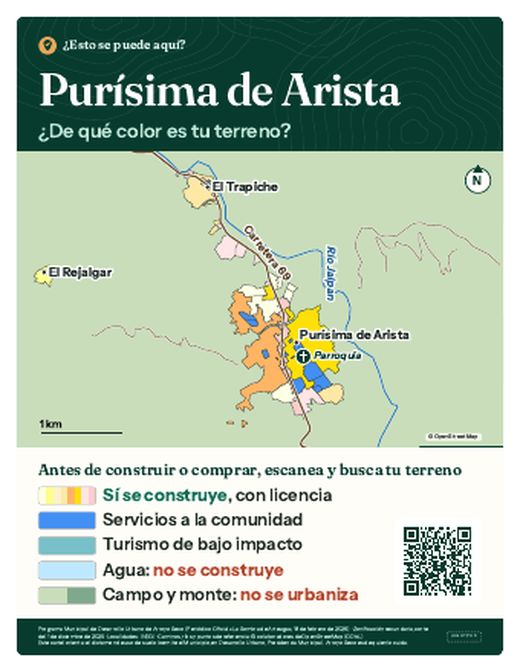 ¿Esto se puede aquí?
Purísima de Arista
¿De qué color es tu terreno?
El Trapiche
N
Carretera 69
Río Jalpan
El Rejalgar
Purísima de Arista
Parroquia
1 km
© OpenStreetMap
Antes de construir o comprar, escanea y busca tu terreno
Sí se construye, con licencia
Servicios a la comunidad
Turismo de bajo impacto
Agua: no se construye
Campo y monte: no se urbaniza